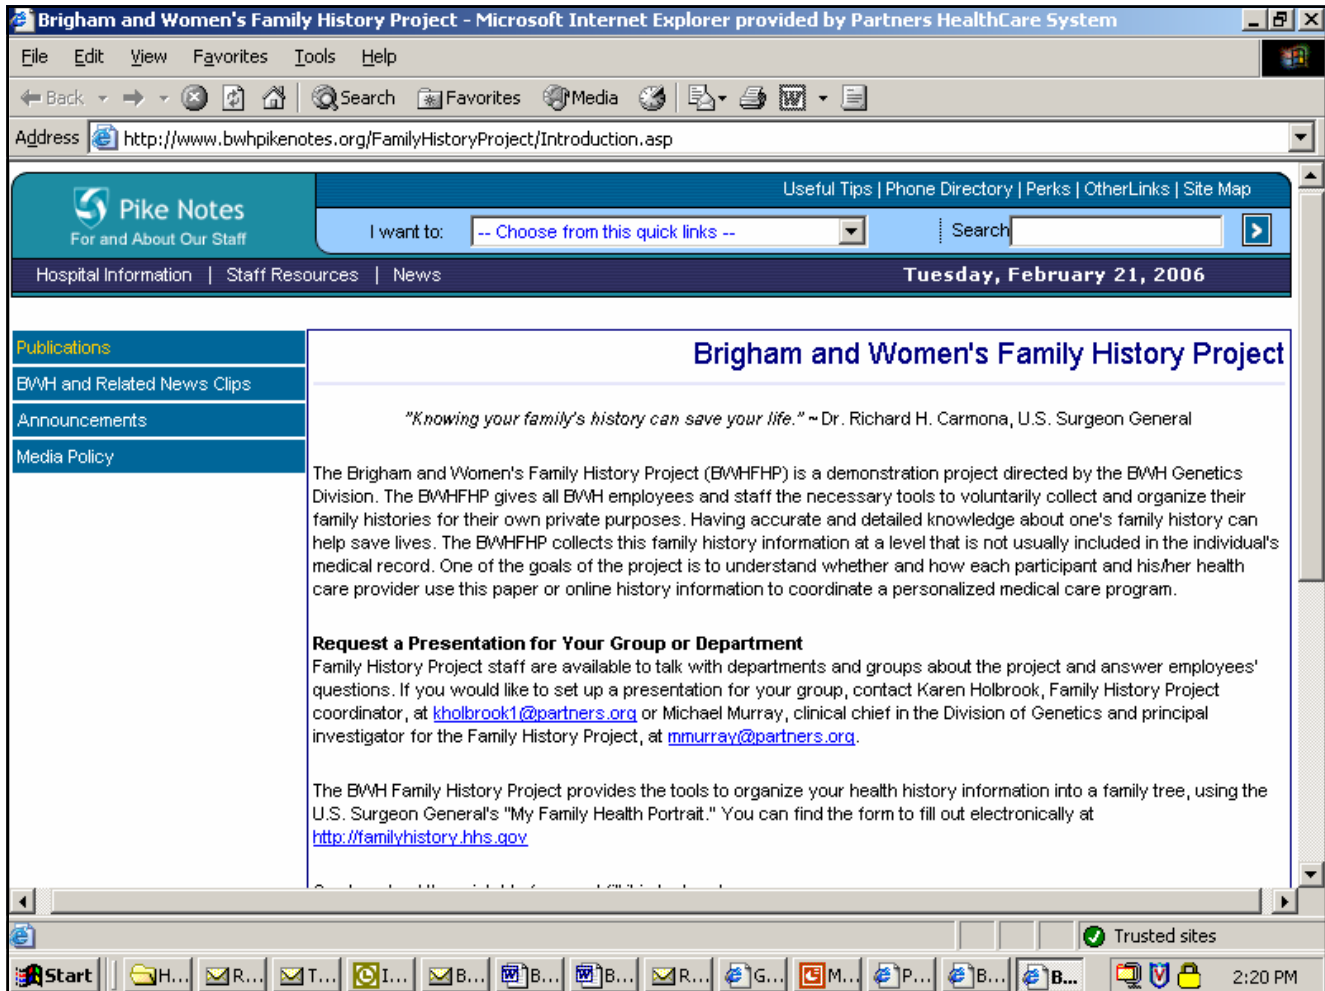 Brigham and Women's Family History Project - Microsoft Internet Explorer provided by Partners HealthCare System
File Edit View Favorites Tools Help
Back Search Favorites Media
Address http://www.bwhpikenotes.org/FamilyHistoryProject/Introduction.asp
Useful Tips | Phone Directory | Perks | OtherLinks | Site Map
Pike Notes
For and About Our Staff
I want to: -- Choose from this quick links -- Search
Hospital Information | Staff Resources | News Tuesday, February 21, 2006
Publications
BWH and Related News Clips
Announcements
Media Policy
Brigham and Women's Family History Project
"Knowing your family's history can save your life." ~ Dr. Richard H. Carmona, U.S. Surgeon General
The Brigham and Women's Family History Project (BWHFHP) is a demonstration project directed by the BWH Genetics
Division. The BWHFHP gives all BWH employees and staff the necessary tools to voluntarily collect and organize their
family histories for their own private purposes. Having accurate and detailed knowledge about one's family history can
help save lives. The BWHFHP collects this family history information at a level that is not usually included in the individual's
medical record. One of the goals of the project is to understand whether and how each participant and his/her health
care provider use this paper or online history information to coordinate a personalized medical care program.
Request a Presentation for Your Group or Department
Family History Project staff are available to talk with departments and groups about the project and answer employees'
questions. If you would like to set up a presentation for your group, contact Karen Holbrook, Family History Project
coordinator, at kholbrook1@partners.org or Michael Murray, clinical chief in the Division of Genetics and principal
investigator for the Family History Project, at mmurray@partners.org.
The BWH Family History Project provides the tools to organize your health history information into a family tree, using the
U.S. Surgeon General's "My Family Health Portrait." You can find the form to fill out electronically at
http://familyhistory.hhs.gov
Trusted sites
Start H... R... T... I... B... B... B... R... G... M... P... B... B... 2:20 PM